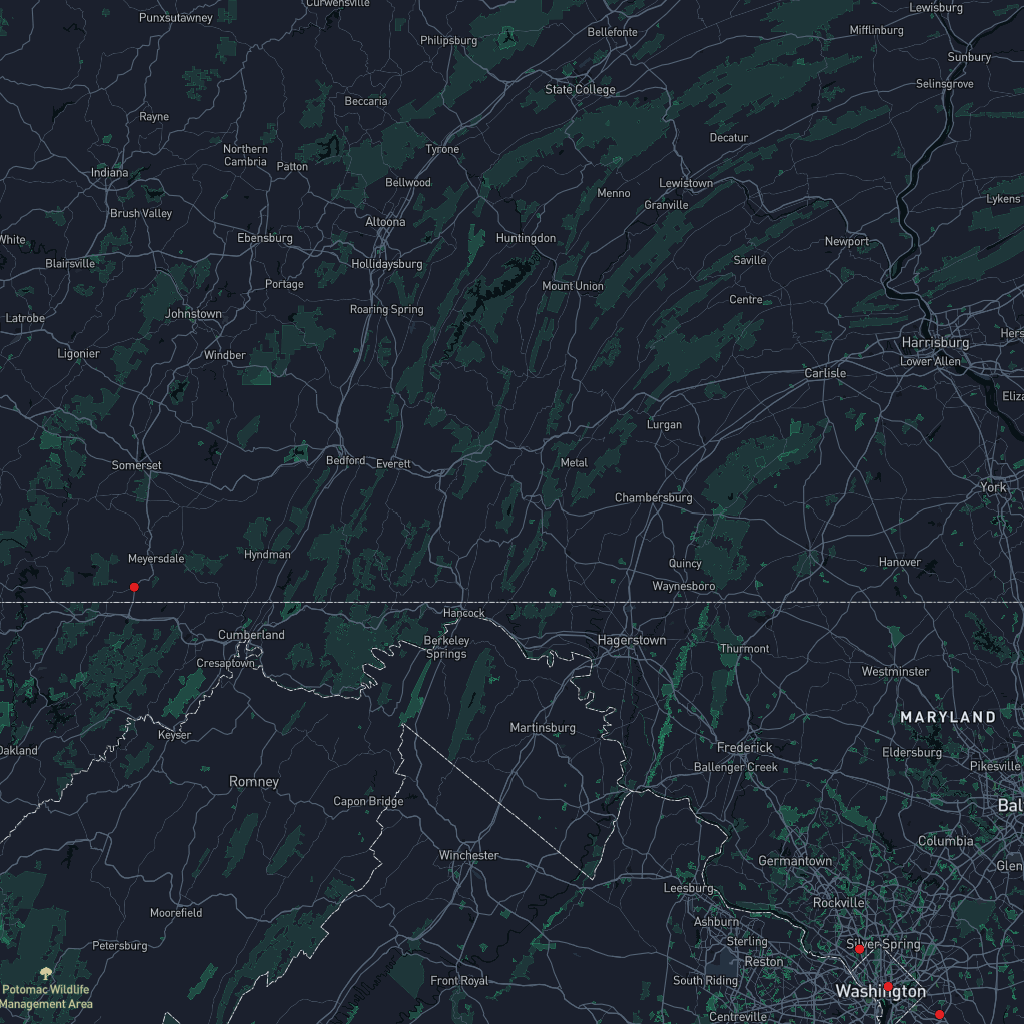 Curwensville
Lewisburg
Punxsutawney
Bellefonte
Mifflinburg
Philipsburg
Sunbury
State College
Selinsgrove
Beccaria
Rayne
Decatur
Northern
Cambria
Tyrone
Patton
Indiana
Bellwood
Lewistown
Menno
Lykens
Granville
Brush Valley
Altoona
White
Ebensburg
Huntingdon
Newport
Blairsville
Hollidaysburg
Saville
Portage
Mount Union
Centre
Roaring Spring
Latrobe
Johnstown
Hers
Harrisburg
Ligonier
Windber
Lower Allen
Carlisle
Eliza
Lurgan
Somerset
Bedford
Everett
Metal
York
Chambersburg
Meyersdale
Hyndman
Quincy
Hanover
Waynesboro
Hancock
Cumberland
Berkeley
Springs
Hagerstown
Thurmont
Cresaptown
Westminster
MARYLAND
Martinsburg
Keyser
Oakland
Frederick
Eldersburg
Ballenger Creek
Pikesville
Romney
Capon Bridge
Bal
Columbia
Winchester
Germantown
Glen
Leesburg
Rockville
Moorefield
Ashburn
Petersburg
Sterling
Silver Spring
Reston
Front Royal
South Riding
Potomac Wildlife
Management Area
Washington
Centreville